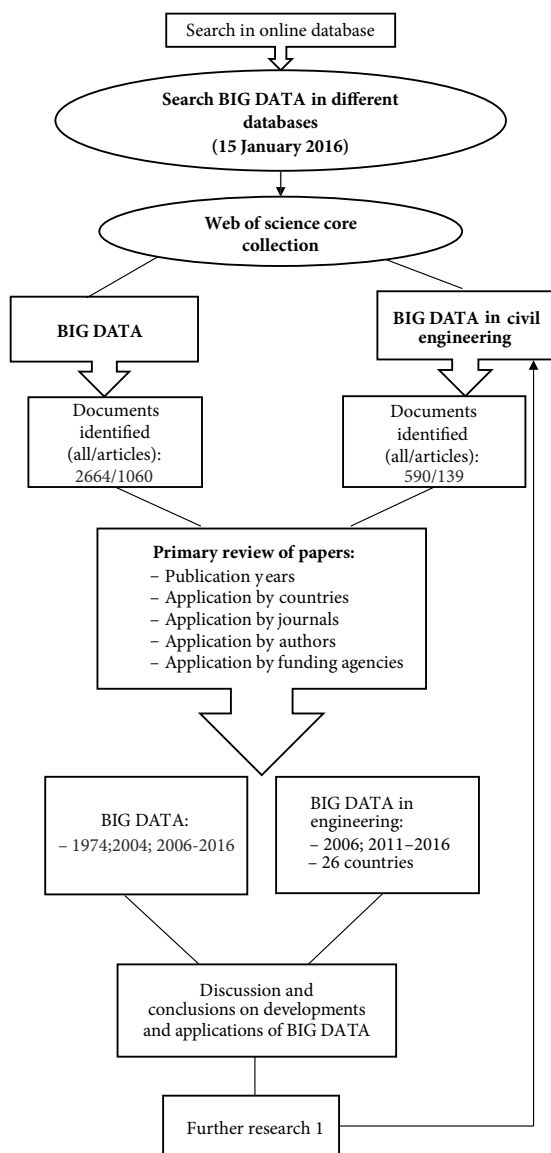 Search in online database
Search BIG DATA in different
databases
(15 January 2016)
Web of science core
collection
BIG DATA
BIG DATA in civil
engineering
Documents
identified
(all/articles):
2664/1060
Documents
identified
(all/articles):
590/139
Primary review of papers:
– Publication years
– Application by countries
– Application by journals
– Application by authors
– Application by funding agencies
BIG DATA:
– 1974;2004; 2006-2016
BIG DATA in
engineering:
– 2006; 2011–2016
– 26 countries
Discussion and
conclusions on developments
and applications of BIG DATA
Further research 1